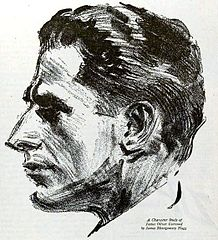 A Character Study of
James Oliver Curwood
by James Montgomery Flagg